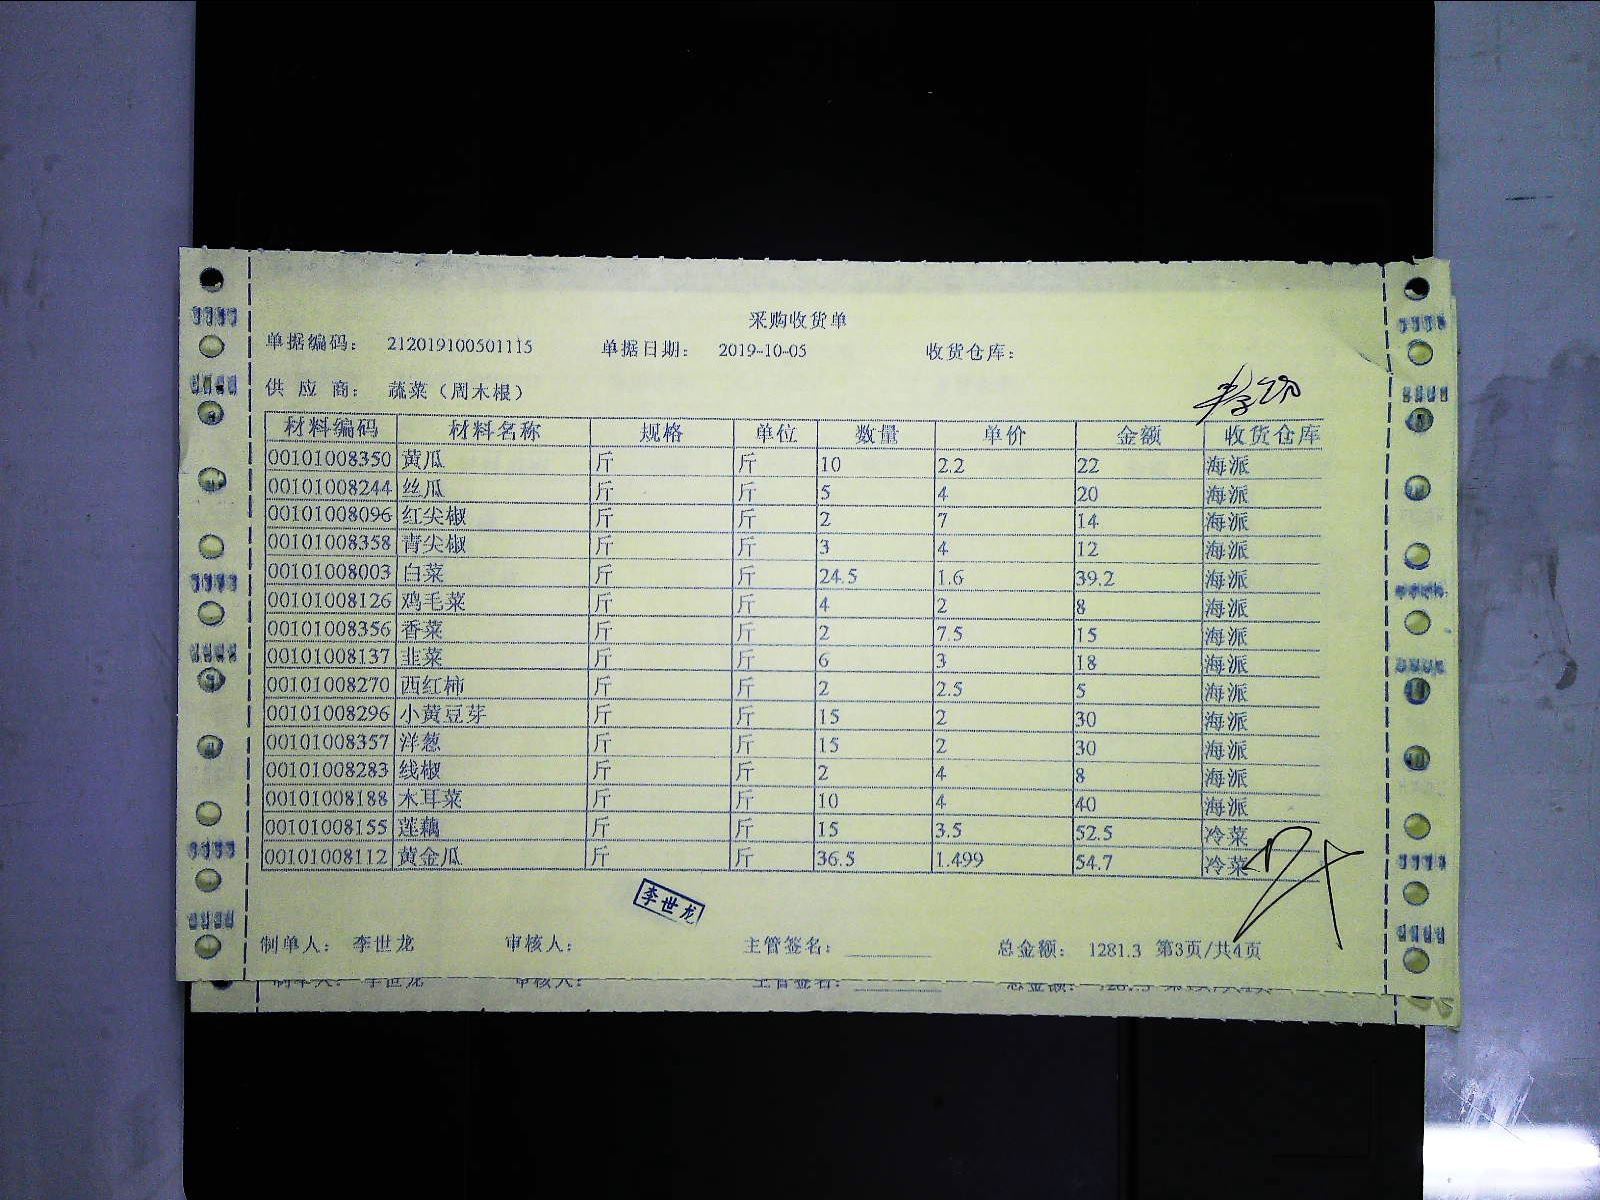 采购收货单
单据编码： 212019100501115 单据日期： 2019-10-05 收货仓库：
供 应 商： 蔬菜（周木根）
材料编码 材料名称 规格 单位 数量 单价 金额 收货仓库
00101008350 黄瓜 斤 斤 10 2.2 22 海派
00101008244 丝瓜 斤 斤 5 4 20 海派
00101008096 红尖椒 斤 斤 2 7 14 海派
00101008358 青尖椒 斤 斤 3 4 12 海派
00101008003 白菜 斤 斤 24.5 1.6 39.2 海派
00101008126 鸡毛菜 斤 斤 4 2 8 海派
00101008356 香菜 斤 斤 2 7.5 15 海派
00101008137 韭菜 斤 斤 6 3 18 海派
00101008270 西红柿 斤 斤 2 2.5 5 海派
00101008296 小黄豆芽 斤 斤 15 2 30 海派
00101008357 洋葱 斤 斤 15 2 30 海派
00101008283 线椒 斤 斤 2 4 8 海派
00101008188 木耳菜 斤 斤 10 4 40 海派
00101008155 莲藕 斤 斤 15 3.5 52.5 冷菜
00101008112 黄金瓜 斤 斤 36.5 1.499 54.7 冷菜
李世龙
制单人： 李世龙 审核人： 主管签名： 总金额： 1281.3 第3页/共4页